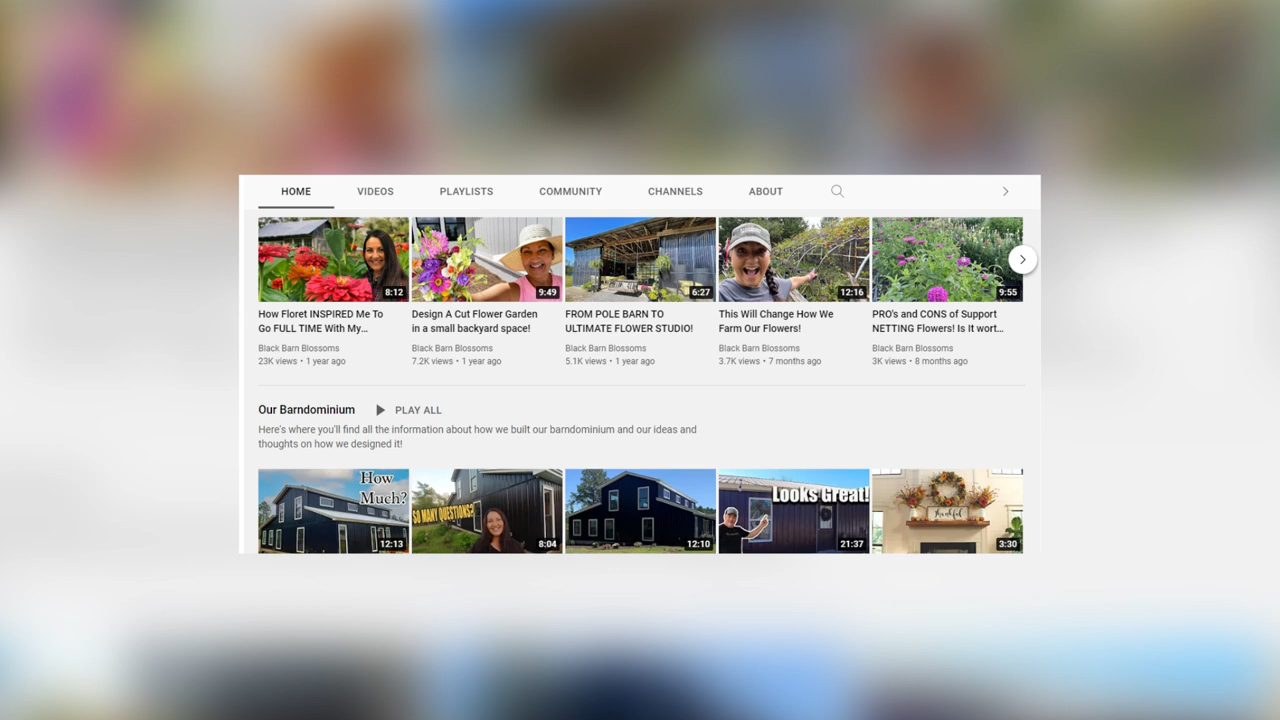 HOME VIDEOS PLAYLISTS COMMUNITY CHANNELS ABOUT
8:12
9:49
6:27
12:16
9:55
How Floret INSPIRED Me To
Go FULL TIME With My...
Black Barn Blossoms
23K views • 1 year ago
Design A Cut Flower Garden
in a small backyard space!
Black Barn Blossoms
7.2K views • 1 year ago
FROM POLE BARN TO
ULTIMATE FLOWER STUDIO!
Black Barn Blossoms
5.1K views • 1 year ago
This Will Change How We
Farm Our Flowers!
Black Barn Blossoms
3.7K views • 7 months ago
PRO's and CONS of Support
NETTING Flowers! Is It wort...
Black Barn Blossoms
3K views • 8 months ago
Our Barndominium PLAY ALL
Here's where you'll find all the information about how we built our barndominium and our ideas and
thoughts on how we designed it!
How
Much?
12:13
SO MANY QUESTIONS?
8:04
12:10
Looks Great!
21:37
Thankful
3:30